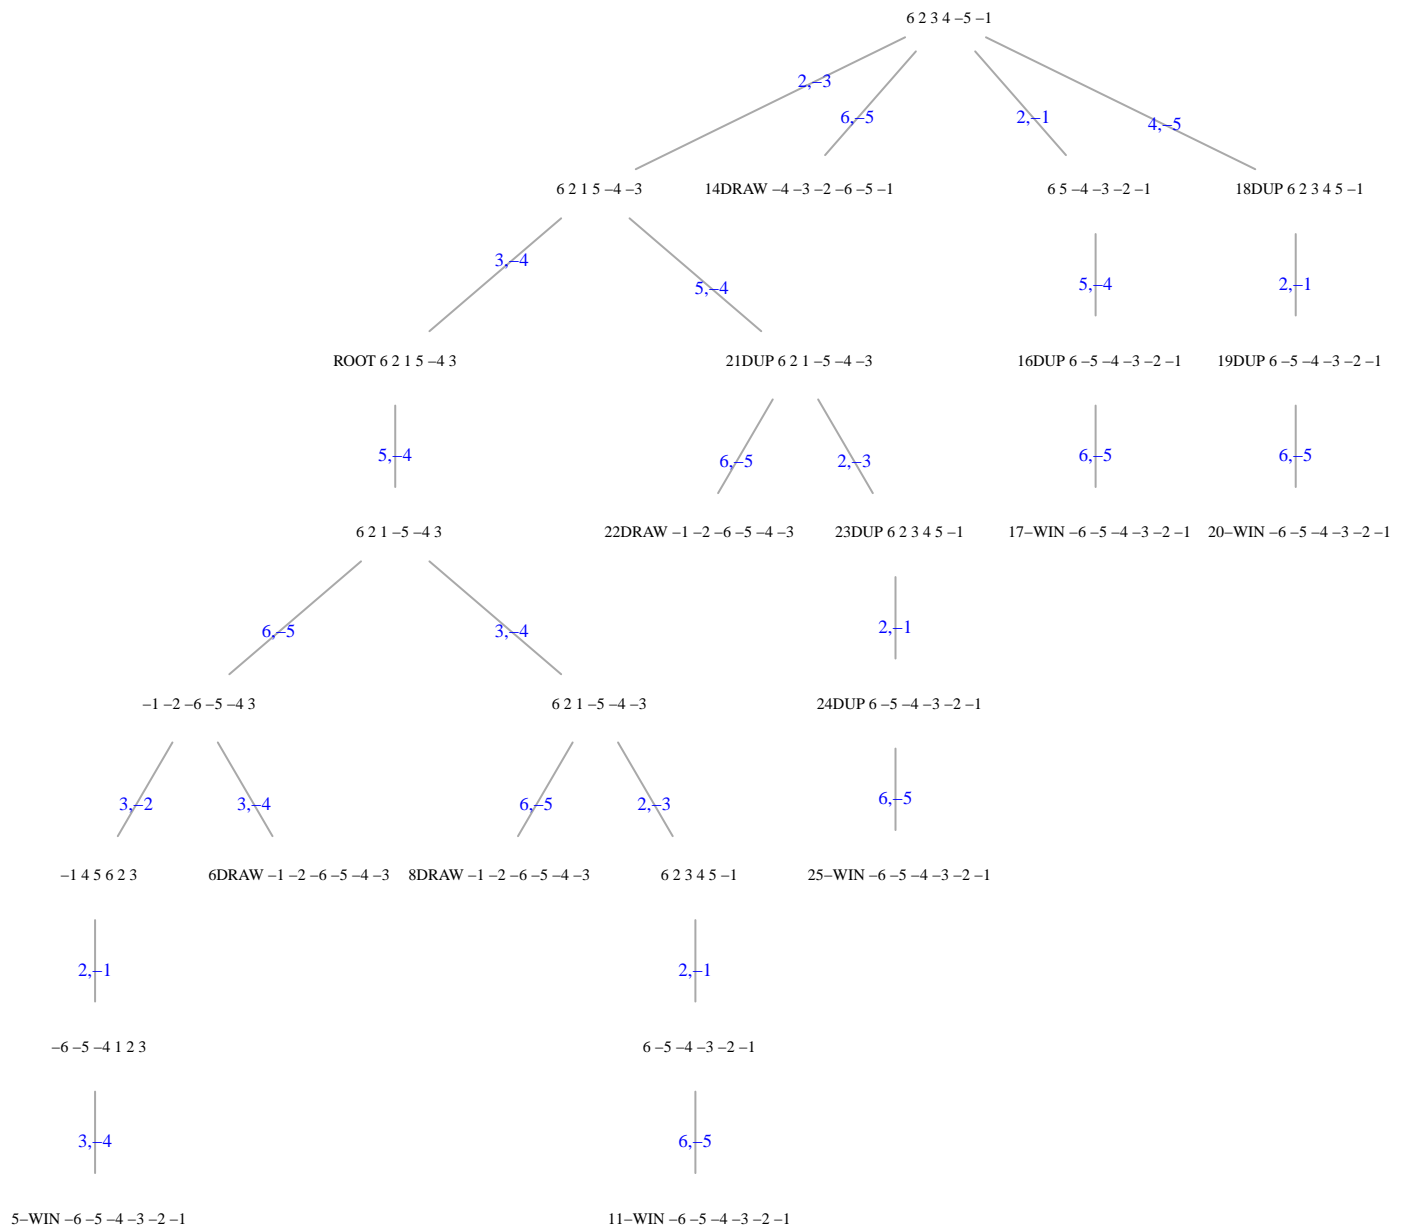 6 2 3 4 –5 –1
2,–3
6,–5
2,–1
4,–5
6 2 1 5 –4 –3
14DRAW –4 –3 –2 –6 –5 –1
6 5 –4 –3 –2 –1
18DUP 6 2 3 4 5 –1
3,–4
5,–4
5,–4
2,–1
ROOT 6 2 1 5 –4 3
21DUP 6 2 1 –5 –4 –3
16DUP 6 –5 –4 –3 –2 –1
19DUP 6 –5 –4 –3 –2 –1
5,–4
6,–5
2,–3
6,–5
6,–5
6 2 1 –5 –4 3
22DRAW –1 –2 –6 –5 –4 –3
23DUP 6 2 3 4 5 –1
17–WIN –6 –5 –4 –3 –2 –1
20–WIN –6 –5 –4 –3 –2 –1
6,–5
3,–4
2,–1
–1 –2 –6 –5 –4 3
6 2 1 –5 –4 –3
24DUP 6 –5 –4 –3 –2 –1
3,–2
3,–4
6,–5
2,–3
6,–5
–1 4 5 6 2 3
6DRAW –1 –2 –6 –5 –4 –3
8DRAW –1 –2 –6 –5 –4 –3
6 2 3 4 5 –1
25–WIN –6 –5 –4 –3 –2 –1
2,–1
2,–1
–6 –5 –4 1 2 3
6 –5 –4 –3 –2 –1
3,–4
6,–5
5–WIN –6 –5 –4 –3 –2 –1
11–WIN –6 –5 –4 –3 –2 –1